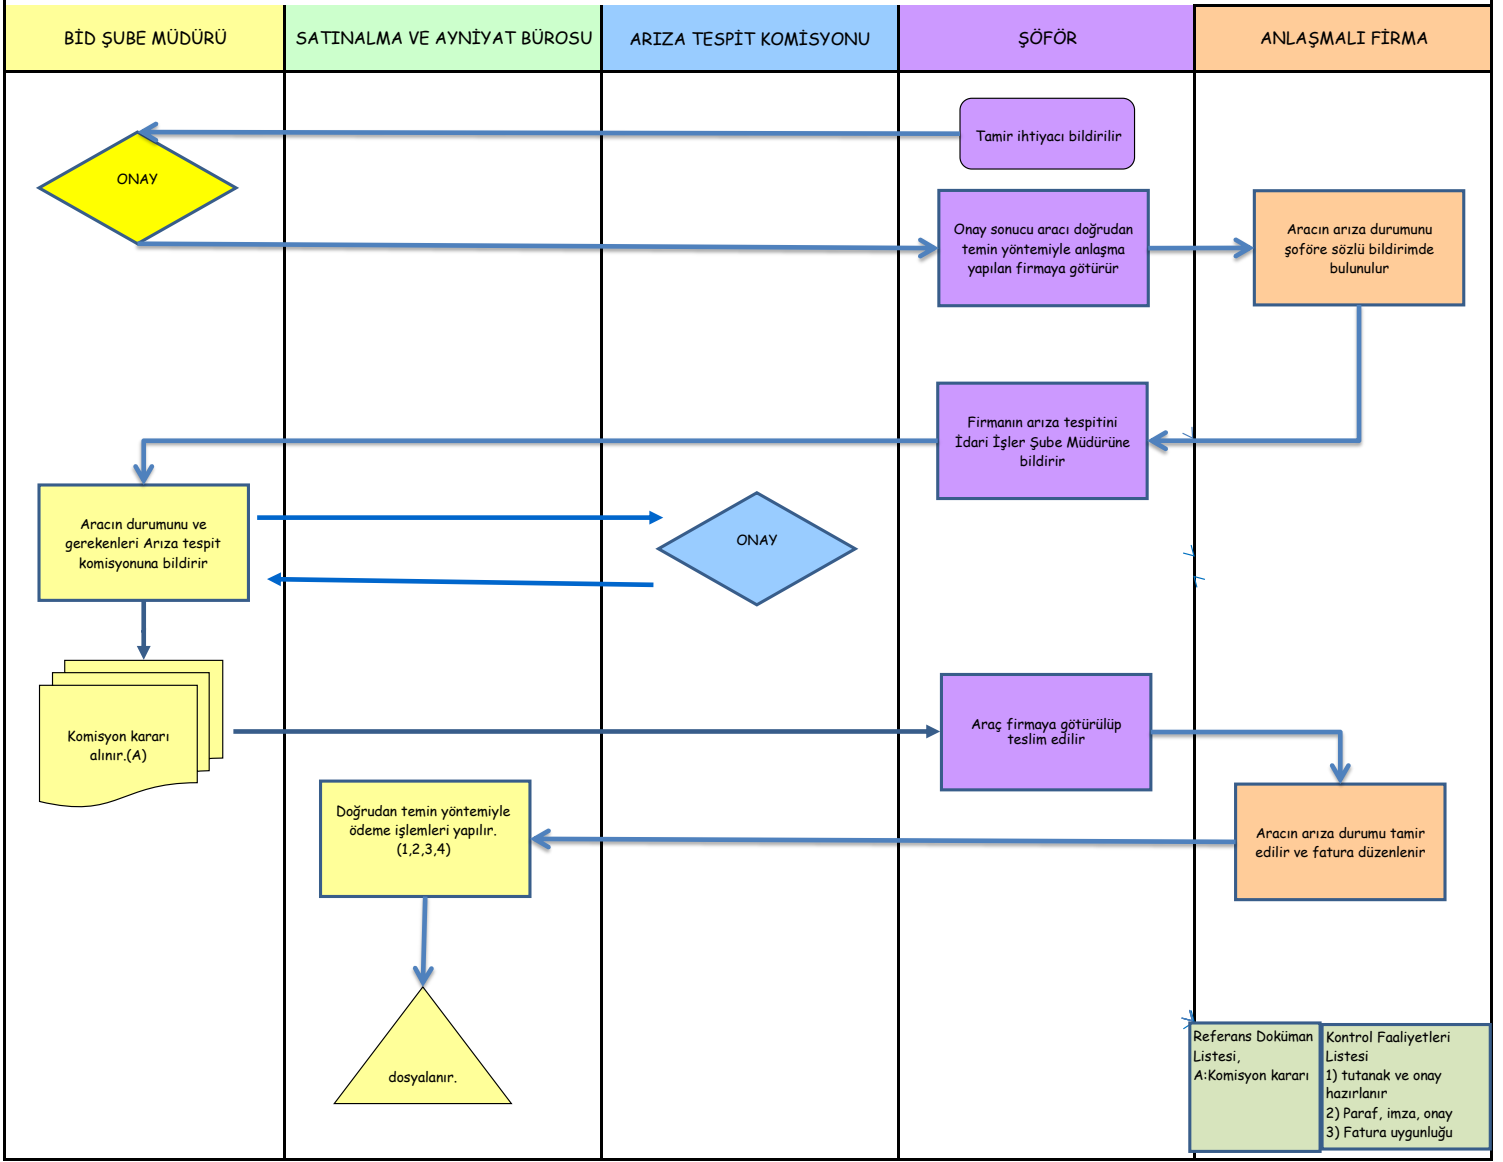 BİD ŞUBE MÜDÜRÜ
SATINALMA VE AYNİYAT BÜROSU
ARIZA TESPİT KOMİSYONU
ŞÖFÖR
ANLAŞMALI FİRMA
Tamir ihtiyacı bildirilir
ONAY
Onay sonucu aracı doğrudan
temin yöntemiyle anlaşma
yapılan firmaya götürür
Aracın arıza durumunu
şoföre sözlü bildirimde
bulunulur
Firmanın arıza tespitini
İdari İşler Şube Müdürüne
bildirir
Aracın durumunu ve
gerekenleri Arıza tespit
komisyonuna bildirir
ONAY
Komisyon kararı
alınır.(A)
Araç firmaya götürülüp
teslim edilir
Doğrudan temin yöntemiyle
ödeme işlemleri yapılır.
(1,2,3,4)
Aracın arıza durumu tamir
edilir ve fatura düzenlenir
dosyalanır.
Referans Doküman
Listesi,
A:Komisyon kararı
Kontrol Faaliyetleri
Listesi
1) tutanak ve onay
hazırlanır
2) Paraf, imza, onay
3) Fatura uygunluğu